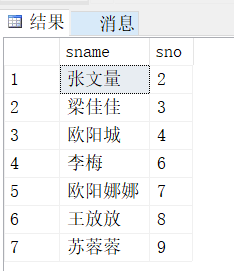 结果 消息
sname sno
1 张文量 2
2 梁佳佳 3
3 欧阳城 4
4 李梅 6
5 欧阳娜娜 7
6 王放放 8
7 苏蓉蓉 9